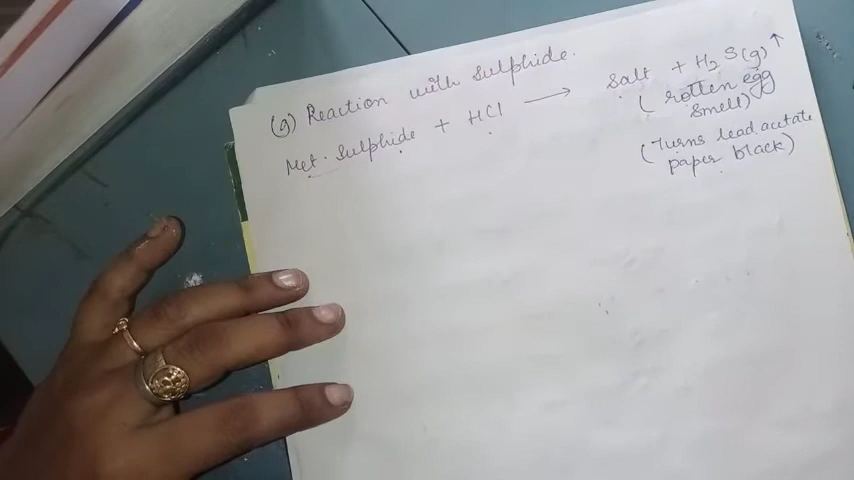 (g) Reaction with sulphide.
Met. sulphide + HCl ⟶ Salt + H2S(g)↑
(rotten egg
smell)
(Turns lead acetate
paper black)